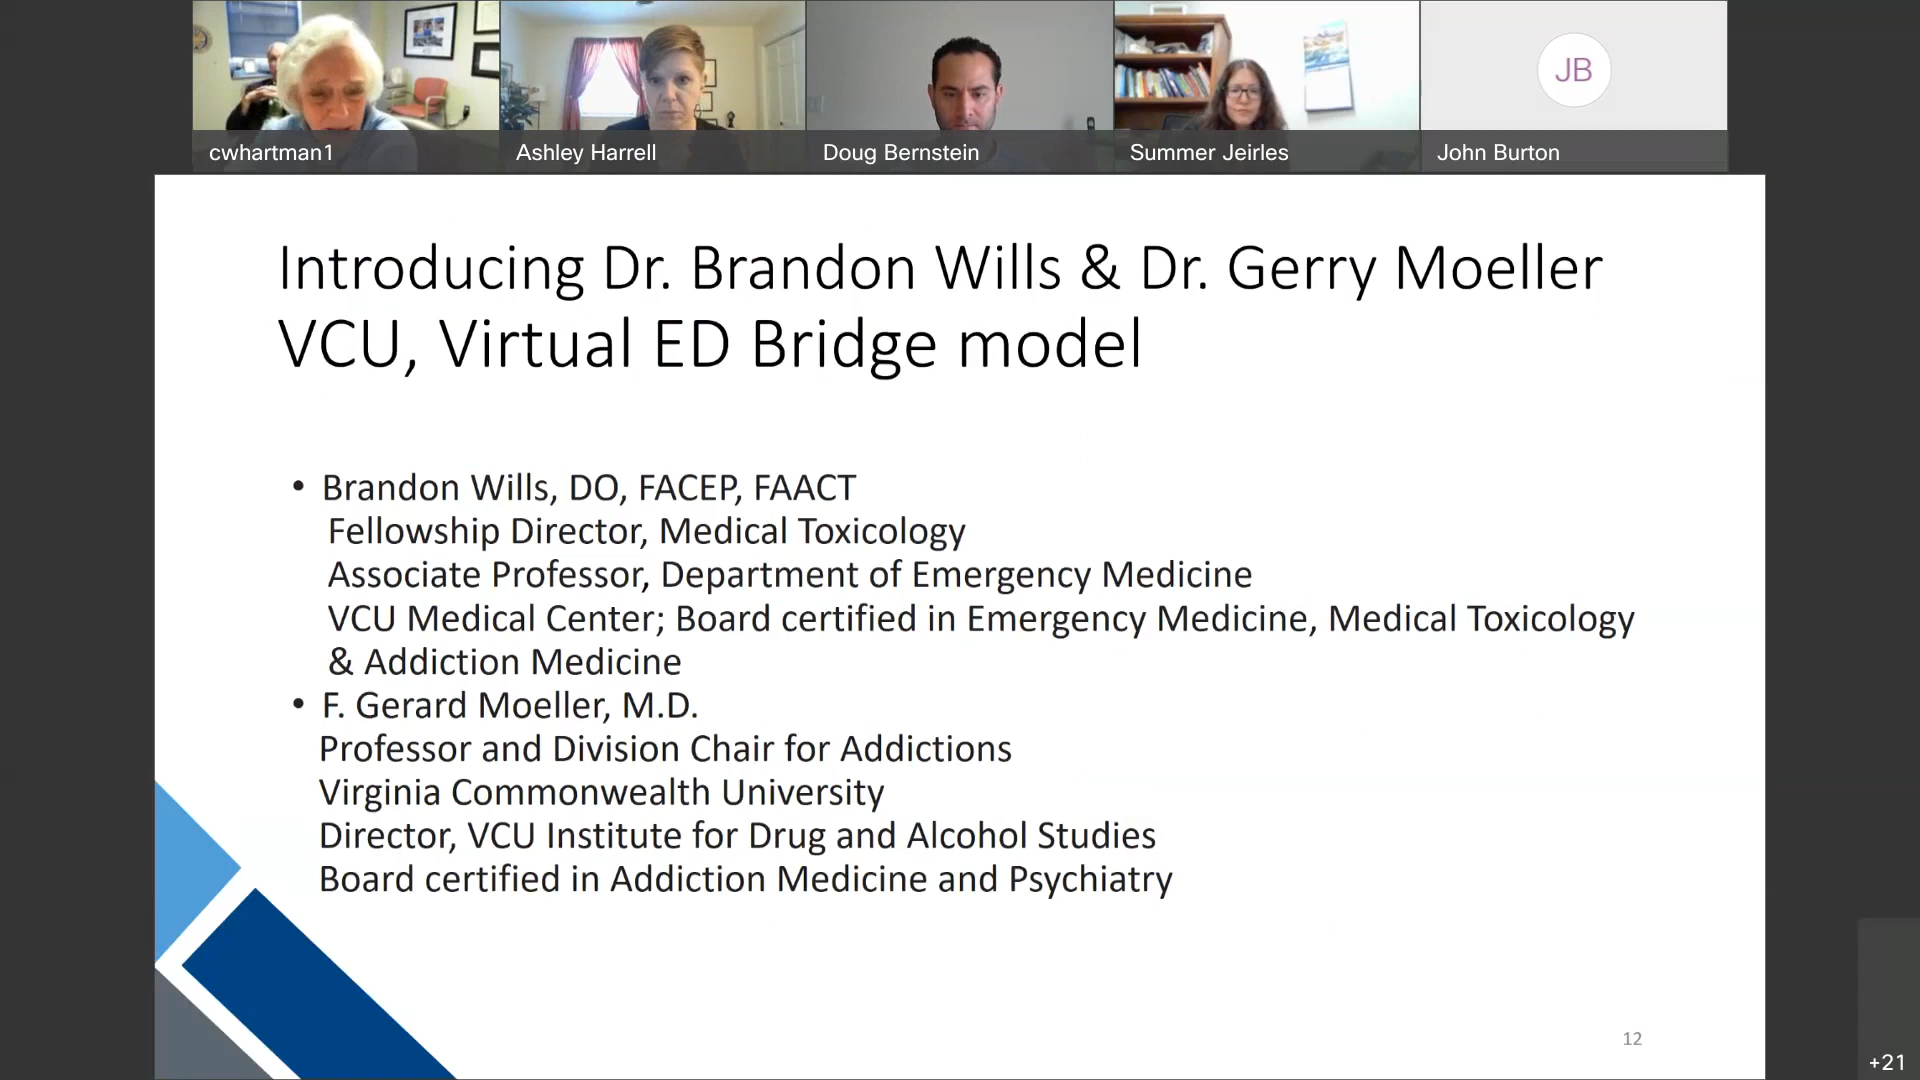 cwhartman1
Ashley Harrell
Doug Bernstein
Summer Jeirles
JB
John Burton
Introducing Dr. Brandon Wills & Dr. Gerry Moeller
VCU, Virtual ED Bridge model
• Brandon Wills, DO, FACEP, FAACT
Fellowship Director, Medical Toxicology
Associate Professor, Department of Emergency Medicine
VCU Medical Center; Board certified in Emergency Medicine, Medical Toxicology
& Addiction Medicine
• F. Gerard Moeller, M.D.
Professor and Division Chair for Addictions
Virginia Commonwealth University
Director, VCU Institute for Drug and Alcohol Studies
Board certified in Addiction Medicine and Psychiatry
12
+21